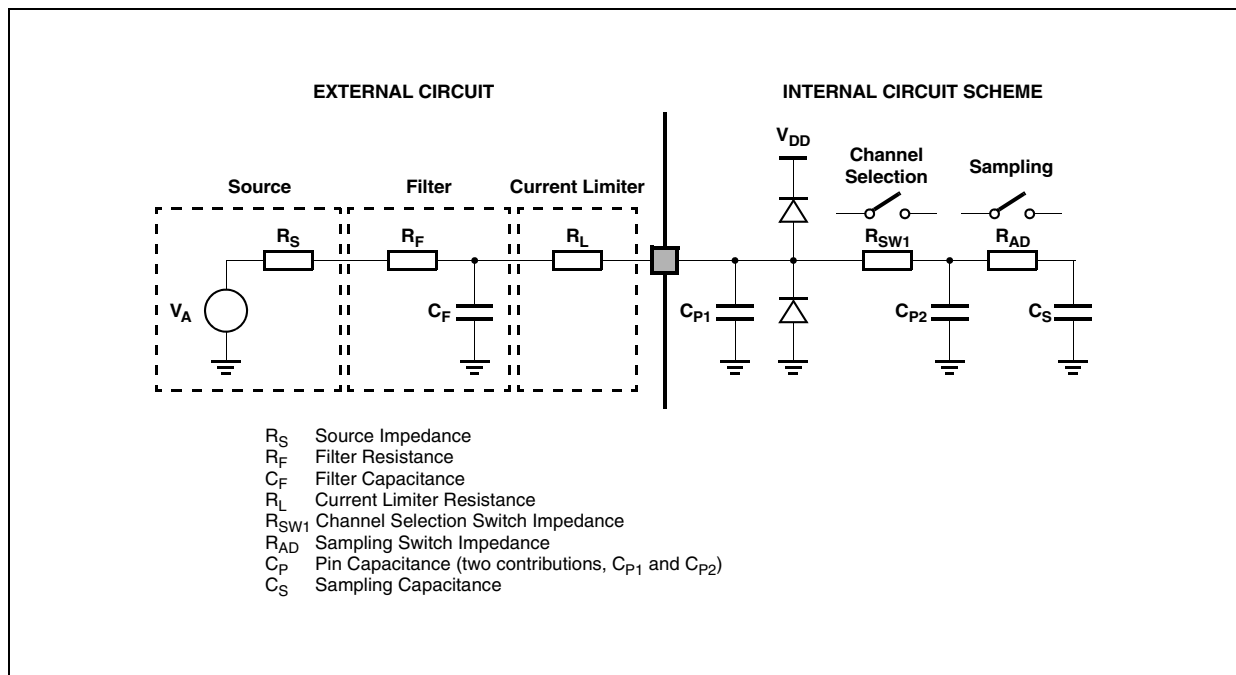 EXTERNAL CIRCUIT
INTERNAL CIRCUIT SCHEME
V_DD
Channel
Selection
Sampling
Source
Filter
Current Limiter
R_S
R_F
R_L
R_SW1
R_AD
V_A
C_F
C_P1
C_P2
C_S
R_S Source Impedance
R_F Filter Resistance
C_F Filter Capacitance
R_L Current Limiter Resistance
R_SW1 Channel Selection Switch Impedance
R_AD Sampling Switch Impedance
C_P Pin Capacitance (two contributions, C_P1 and C_P2)
C_S Sampling Capacitance